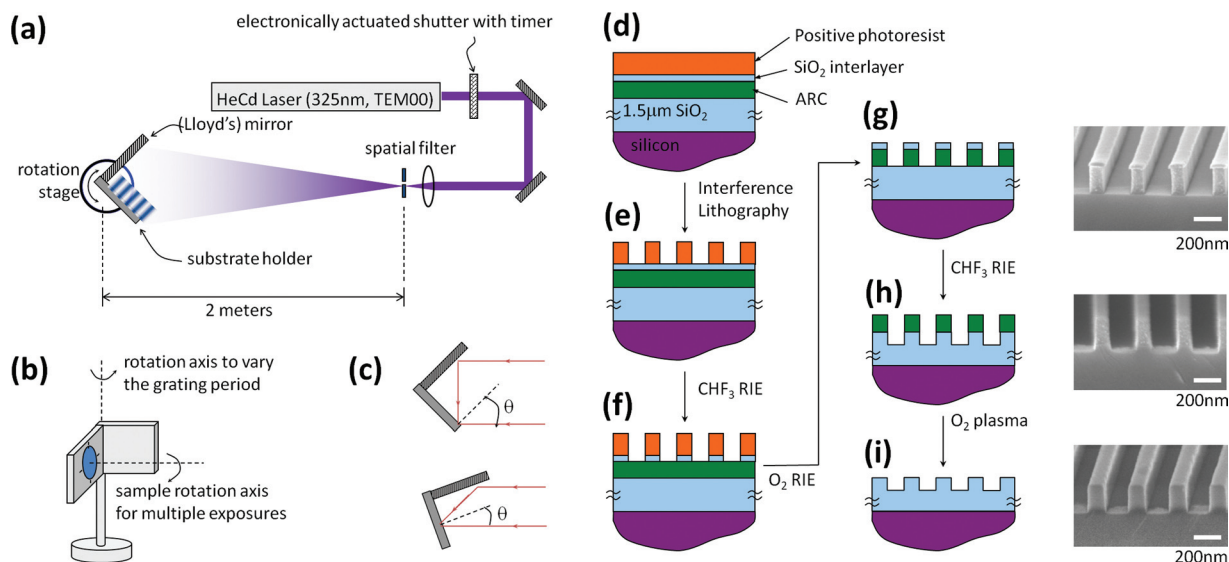 (a)
electronically actuated shutter with timer
HeCd Laser (325nm, TEM00)
(Lloyd's) mirror
rotation
stage
spatial filter
substrate holder
2 meters
(b)
rotation axis to vary
the grating period
sample rotation axis
for multiple exposures
(c)
θ
θ
(d)
Positive photoresist
SiO₂ interlayer
ARC
1.5μm SiO₂
silicon
Interference
Lithography
(e)
CHF₃ RIE
(f)
O₂ RIE
(g)
200nm
CHF₃ RIE
(h)
200nm
O₂ plasma
(i)
200nm